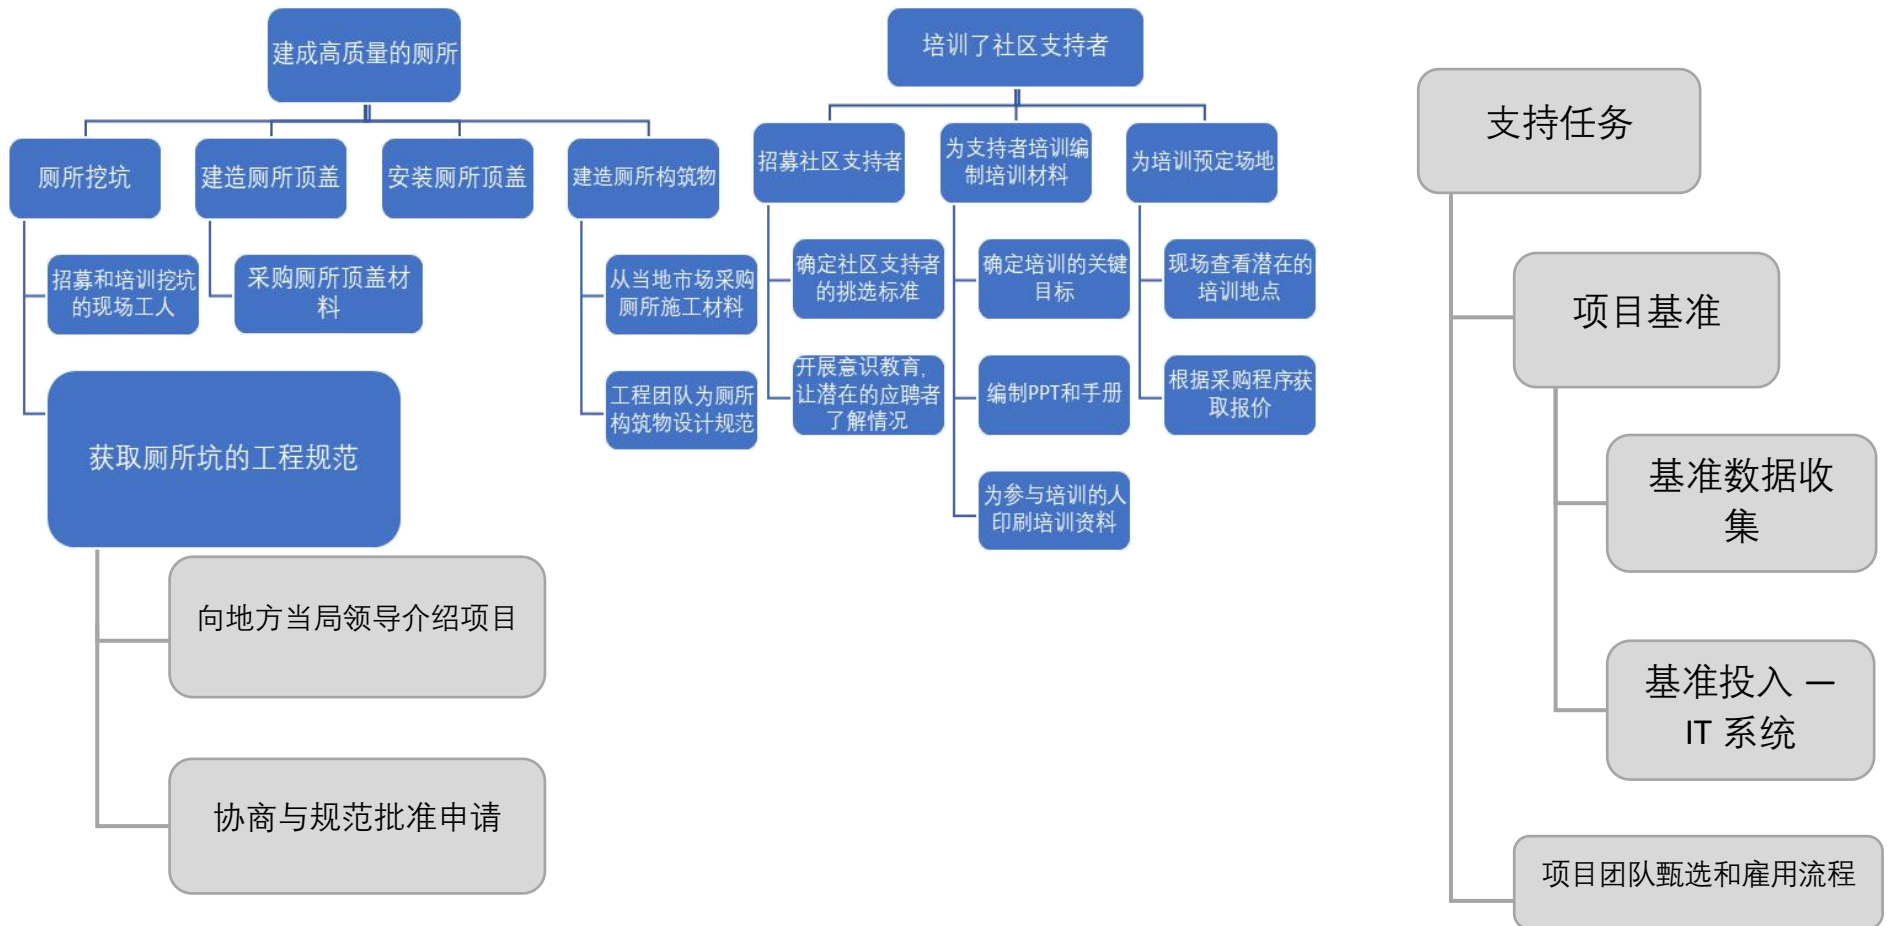 建成高质量的厕所
厕所挖坑
建造厕所顶盖
安装厕所顶盖
建造厕所构筑物
招募和培训挖坑
的现场工人
采购厕所顶盖材
料
从当地市场采购
厕所施工材料
获取厕所坑的工程规范
工程团队为厕所
构筑物设计规范
向地方当局领导介绍项目
协商与规范批准申请
培训了社区支持者
招募社区支持者
为支持者培训编
制培训材料
为培训预定场地
确定社区支持者
的挑选标准
确定培训的关键
目标
现场查看潜在的
培训地点
开展意识教育,
让潜在的应聘者
了解情况
编制PPT和手册
根据采购程序获
取报价
为参与培训的人
印刷培训资料
支持任务
项目基准
基准数据收
集
基准投入 –
IT 系统
项目团队甄选和雇用流程